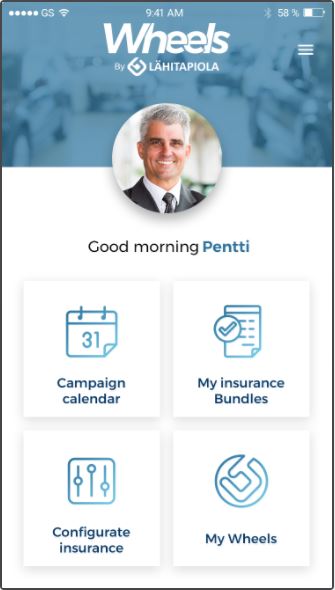 GS 9:41 AM 58 %
Wheels
By LÄHITAPIOLA
Good morning Pentti
31
Campaign
calendar
My insurance
Bundles
Configurate
insurance
My Wheels